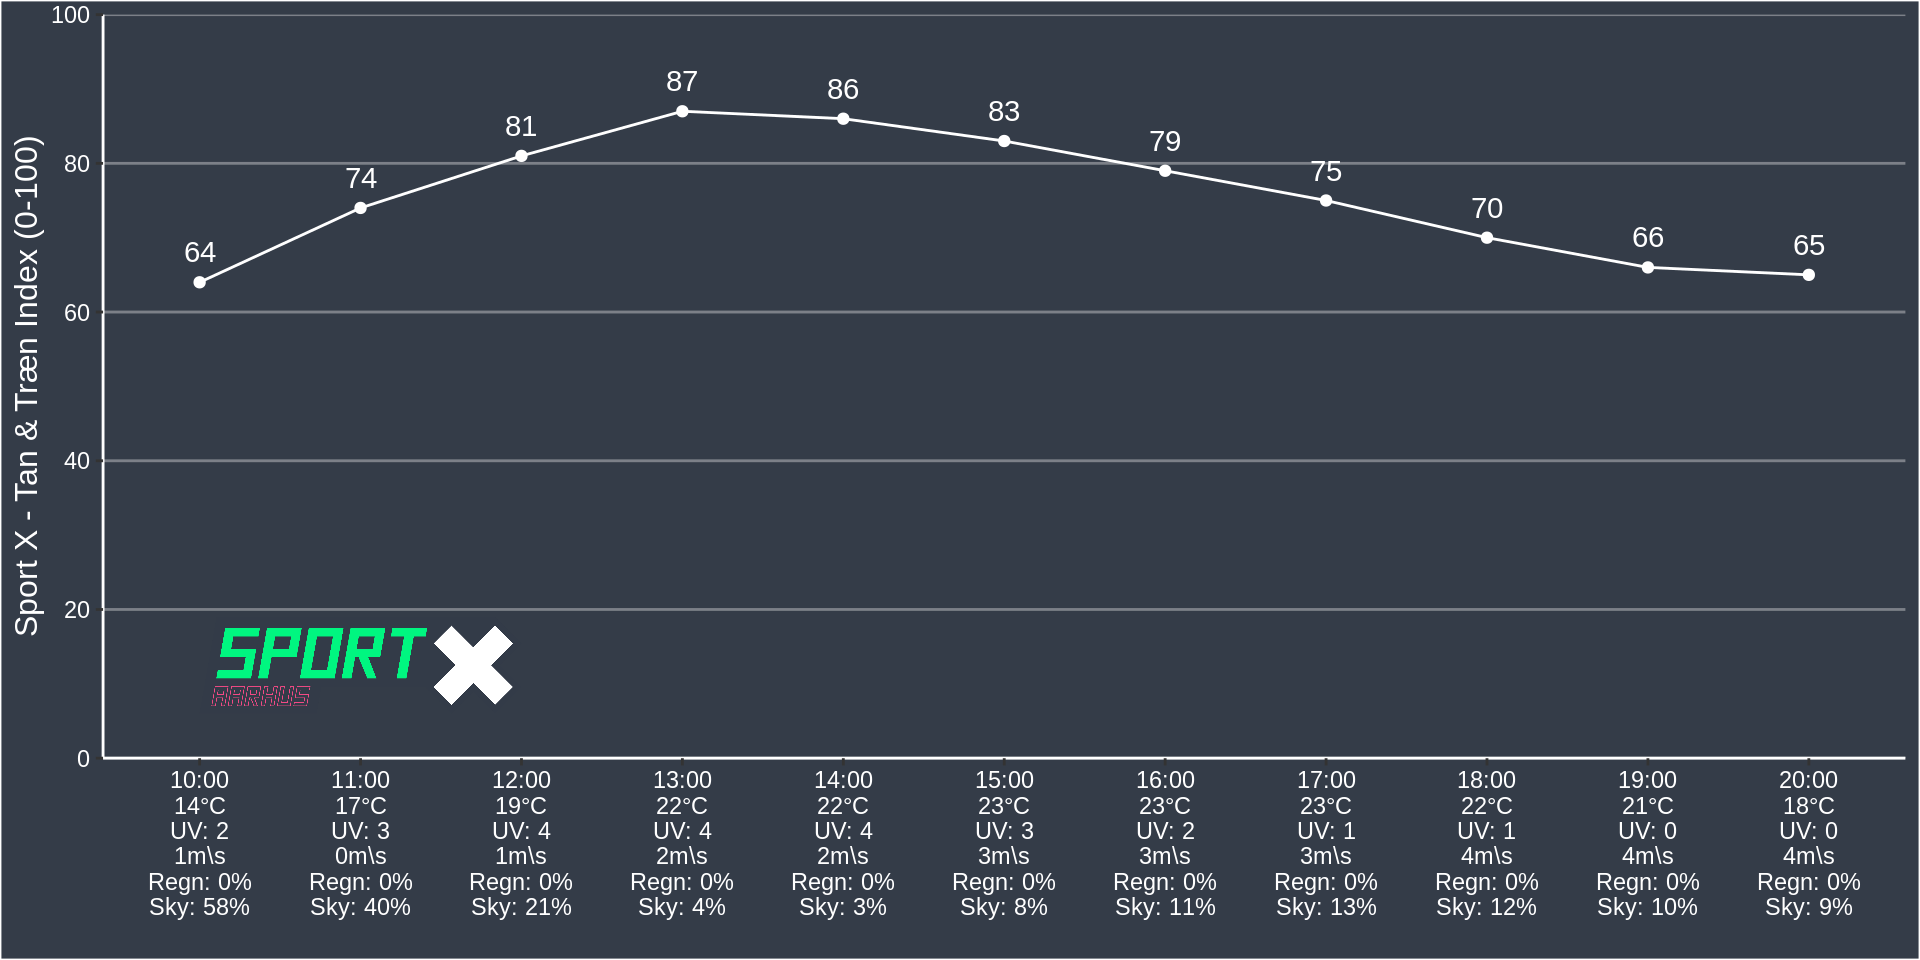 Sport X - Tan & Træn Index (0-100)
100
80
60
40
20
0
64
74
81
87
86
83
79
75
70
66
65
SPORT X
AARHUS
10:00 11:00 12:00 13:00 14:00 15:00 16:00 17:00 18:00 19:00 20:00
14°C 17°C 19°C 22°C 22°C 23°C 23°C 23°C 22°C 21°C 18°C
UV: 2 UV: 3 UV: 4 UV: 4 UV: 4 UV: 3 UV: 2 UV: 1 UV: 1 UV: 0 UV: 0
1m\s 0m\s 1m\s 2m\s 2m\s 3m\s 3m\s 3m\s 4m\s 4m\s 4m\s
Regn: 0% Regn: 0% Regn: 0% Regn: 0% Regn: 0% Regn: 0% Regn: 0% Regn: 0% Regn: 0% Regn: 0% Regn: 0%
Sky: 58% Sky: 40% Sky: 21% Sky: 4% Sky: 3% Sky: 8% Sky: 11% Sky: 13% Sky: 12% Sky: 10% Sky: 9%